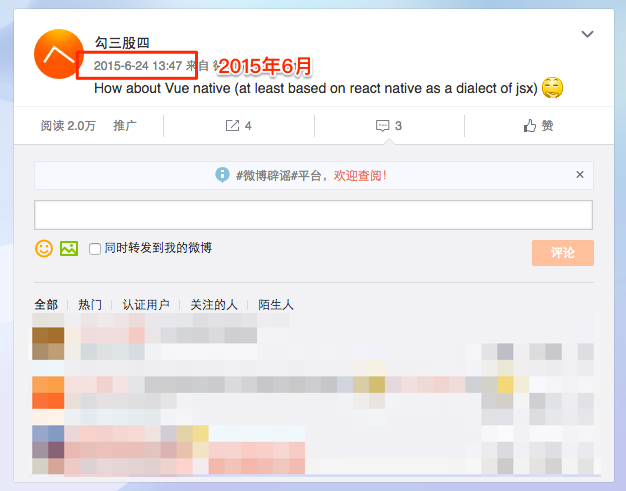 勾三股四
2015-6-24 13:47 来自
2015年6月
How about Vue native (at least based on react native as a dialect of jsx)
阅读 2.0万 推广 4 3 赞
#微博辟谣#平台，欢迎查阅！
同时转发到我的微博
评论
全部 热门 认证用户 关注的人 陌生人